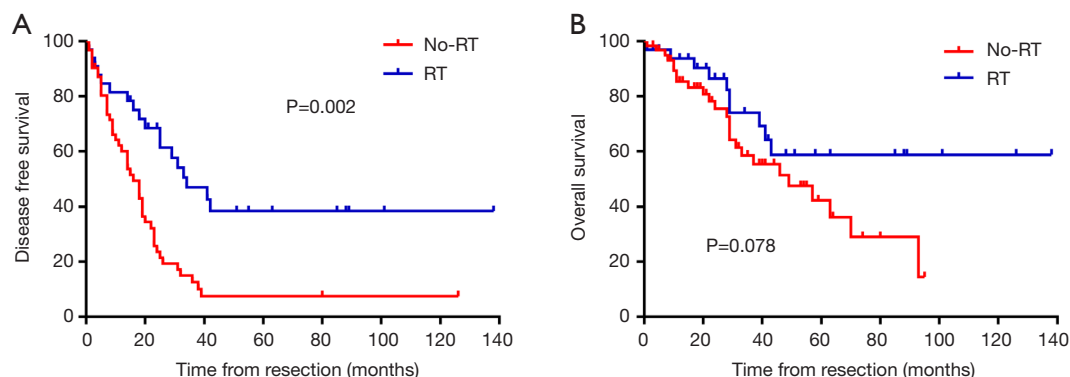 A
Disease free survival
100
80
60
40
20
0
No-RT
RT
P=0.002
0 20 40 60 80 100 120 140
Time from resection (months)
B
Overall survival
100
80
60
40
20
0
No-RT
RT
P=0.078
0 20 40 60 80 100 120 140
Time from resection (months)